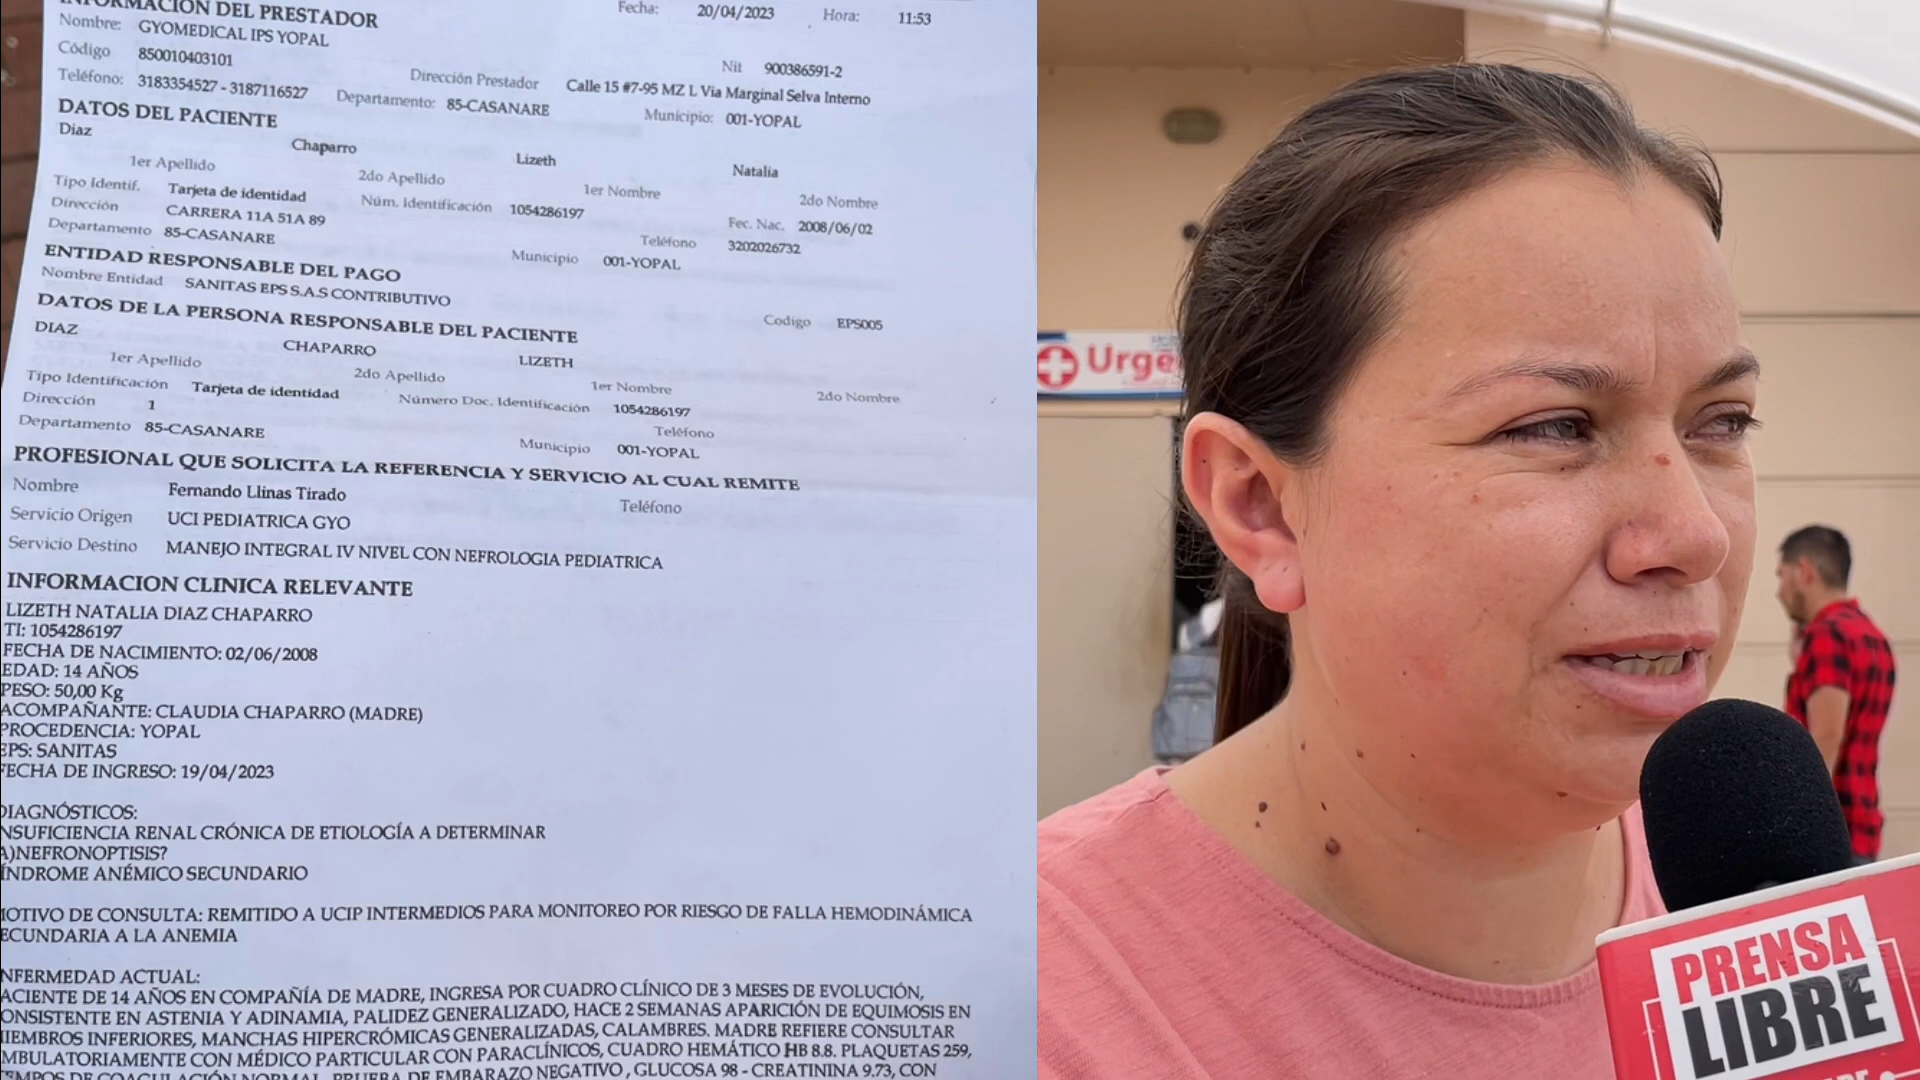 INFORMACIÓN DEL PRESTADOR
Fecha: 20/04/2023 Hora: 11:53
Nombre: GYOMEDICAL IPS YOPAL
Código 850010403101 Nit 900386591-2
Teléfono: 3183354527 - 3187116527 Dirección Prestador Calle 15 #7-95 MZ L Via Marginal Selva Interno
Departamento: 85-CASANARE Municipio: 001-YOPAL
DATOS DEL PACIENTE
Diaz Chaparro Lizeth Natalia
1er Apellido 2do Apellido 1er Nombre 2do Nombre
Tipo Identif. Tarjeta de identidad Núm. Identificación 1054286197 Fec. Nac. 2008/06/02
Dirección CARRERA 11A 51A 89 Teléfono 3202026732
Departamento 85-CASANARE Municipio 001-YOPAL
ENTIDAD RESPONSABLE DEL PAGO
Nombre Entidad SANITAS EPS S.A.S CONTRIBUTIVO Codigo EPS005
DATOS DE LA PERSONA RESPONSABLE DEL PACIENTE
DIAZ CHAPARRO LIZETH
1er Apellido 2do Apellido 1er Nombre 2do Nombre
Tipo Identificación Tarjeta de identidad Número Doc. Identificación 1054286197
Dirección 1 Teléfono
Departamento 85-CASANARE Municipio 001-YOPAL
PROFESIONAL QUE SOLICITA LA REFERENCIA Y SERVICIO AL CUAL REMITE
Nombre Fernando Llinas Tirado Teléfono
Servicio Origen UCI PEDIATRICA GYO
Servicio Destino MANEJO INTEGRAL IV NIVEL CON NEFROLOGIA PEDIATRICA
INFORMACION CLINICA RELEVANTE
LIZETH NATALIA DIAZ CHAPARRO
TI: 1054286197
FECHA DE NACIMIENTO: 02/06/2008
EDAD: 14 AÑOS
PESO: 50,00 Kg
ACOMPAÑANTE: CLAUDIA CHAPARRO (MADRE)
PROCEDENCIA: YOPAL
EPS: SANITAS
FECHA DE INGRESO: 19/04/2023
DIAGNÓSTICOS:
NSUFICIENCIA RENAL CRÓNICA DE ETIOLOGÍA A DETERMINAR
A)NEFRONOPTISIS?
ÍNDROME ANÉMICO SECUNDARIO
MOTIVO DE CONSULTA: REMITIDO A UCIP INTERMEDIOS PARA MONITOREO POR RIESGO DE FALLA HEMODINÁMICA
ECUNDARIA A LA ANEMIA
NFERMEDAD ACTUAL:
ACIENTE DE 14 AÑOS EN COMPAÑÍA DE MADRE, INGRESA POR CUADRO CLÍNICO DE 3 MESES DE EVOLUCIÓN,
ONSISTENTE EN ASTENIA Y ADINAMIA, PALIDEZ GENERALIZADO, HACE 2 SEMANAS APARICIÓN DE EQUIMOSIS EN
MIEMBROS INFERIORES, MANCHAS HIPERCRÓMICAS GENERALIZADAS, CALAMBRES. MADRE REFIERE CONSULTAR
MBULATORIAMENTE CON MÉDICO PARTICULAR CON PARACLÍNICOS, CUADRO HEMÁTICO HB 8.8. PLAQUETAS 259,
EMPOS DE COAGULACIÓN NORMAL, PRUEBA DE EMBARAZO NEGATIVO, GLUCOSA 98 - CREATININA 9.73, CON
Urge
PRENSA
LIBRE